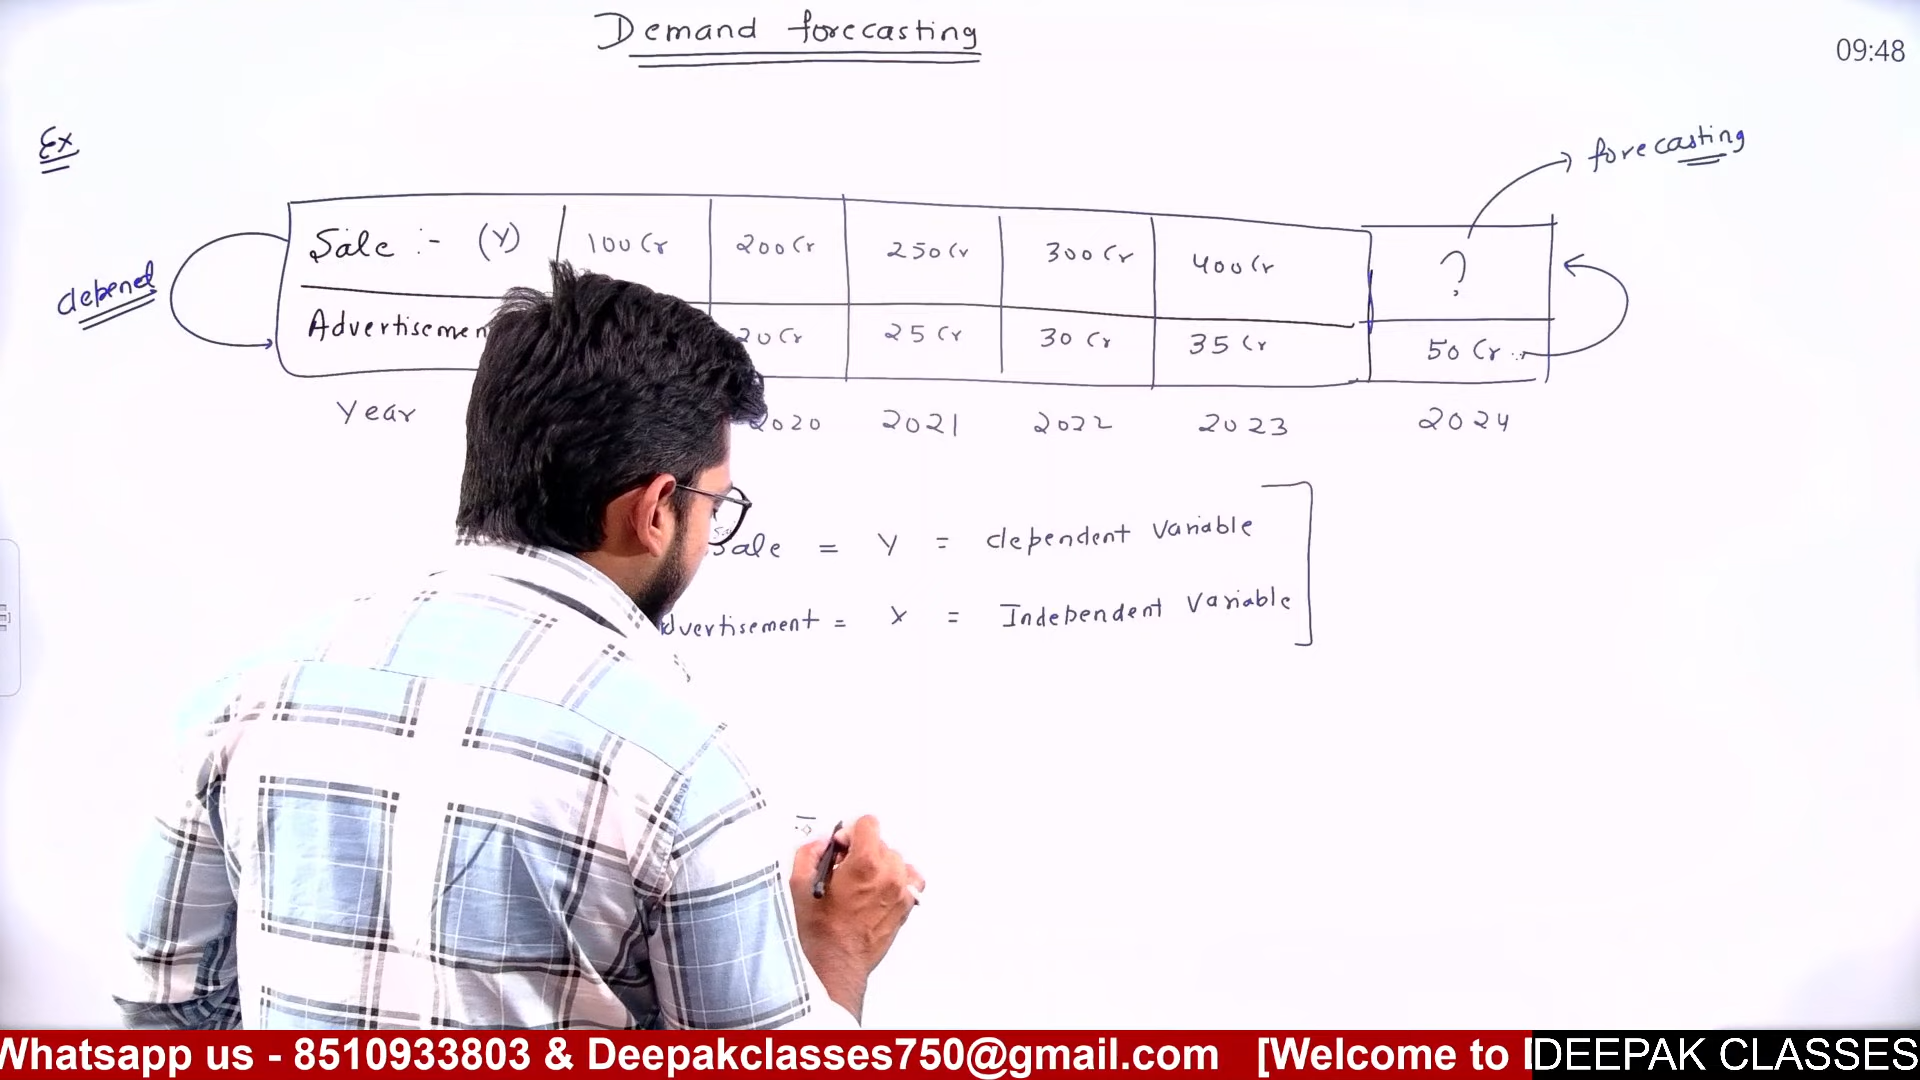 Demand forecasting
09:48
Ex
forecasting
depened
Sale :- (Y) 100 Cr 200 Cr 250 Cr 300 Cr 400 Cr ?
Advertisemen 20 Cr 25 Cr 30 Cr 35 Cr 50 Cr
Year 2020 2021 2022 2023 2024
Sale = Y = dependent variable
dvertisement = X = Independent Variable
Whatsapp us - 8510933803 & Deepakclasses750@gmail.com [Welcome to DEEPAK CLASSES